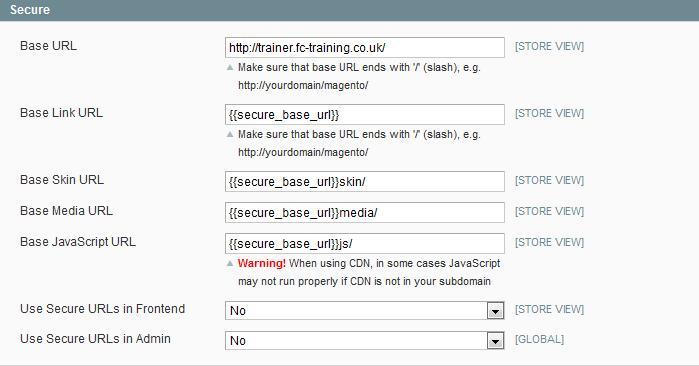 Secure
Base URL http://trainer.fc-training.co.uk/ [STORE VIEW]
Make sure that base URL ends with '/' (slash), e.g.
http://yourdomain/magento/
Base Link URL {{secure_base_url}} [STORE VIEW]
Make sure that base URL ends with '/' (slash), e.g.
http://yourdomain/magento/
Base Skin URL {{secure_base_url}}skin/ [STORE VIEW]
Base Media URL {{secure_base_url}}media/ [STORE VIEW]
Base JavaScript URL {{secure_base_url}}js/ [STORE VIEW]
Warning! When using CDN, in some cases JavaScript
may not run properly if CDN is not in your subdomain
Use Secure URLs in Frontend No [STORE VIEW]
Use Secure URLs in Admin No [GLOBAL]